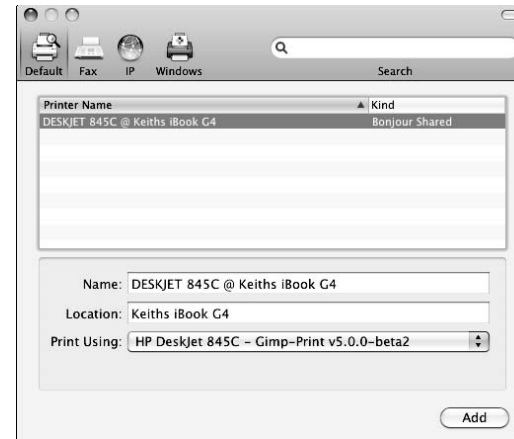 Default Fax IP Windows Search
Printer Name Kind
DESKJET 845C @ Keiths iBook G4 Bonjour Shared
Name: DESKJET 845C @ Keiths iBook G4
Location: Keiths iBook G4
Print Using: HP DeskJet 845C – Gimp-Print v5.0.0-beta2
Add